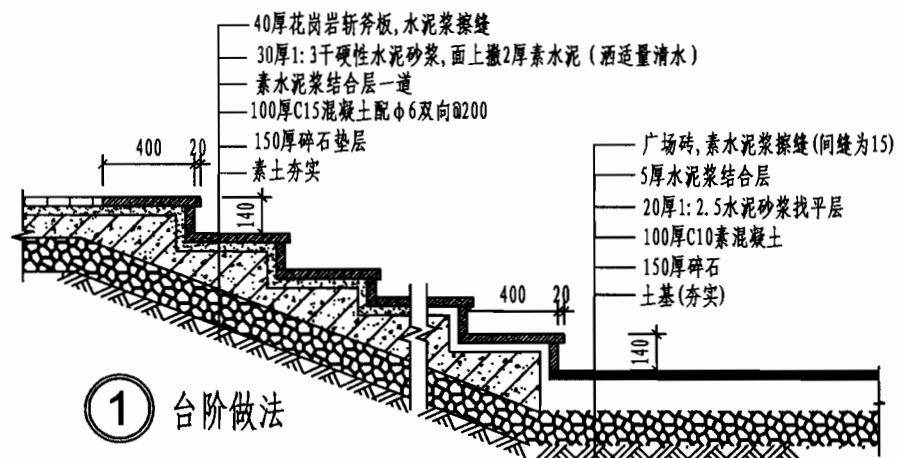 40厚花岗岩斩斧板,水泥浆擦缝
30厚1:3干硬性水泥砂浆,面上撒2厚素水泥(洒适量清水)
素水泥浆结合层一道
100厚C15混凝土配ф6双向@200
150厚碎石垫层
素土夯实
400 20
140
广场砖,素水泥浆擦缝(间缝为15)
5厚水泥浆结合层
20厚1:2.5水泥砂浆找平层
100厚C10素混凝土
150厚碎石
土基(夯实)
400 20
140
1 台阶做法